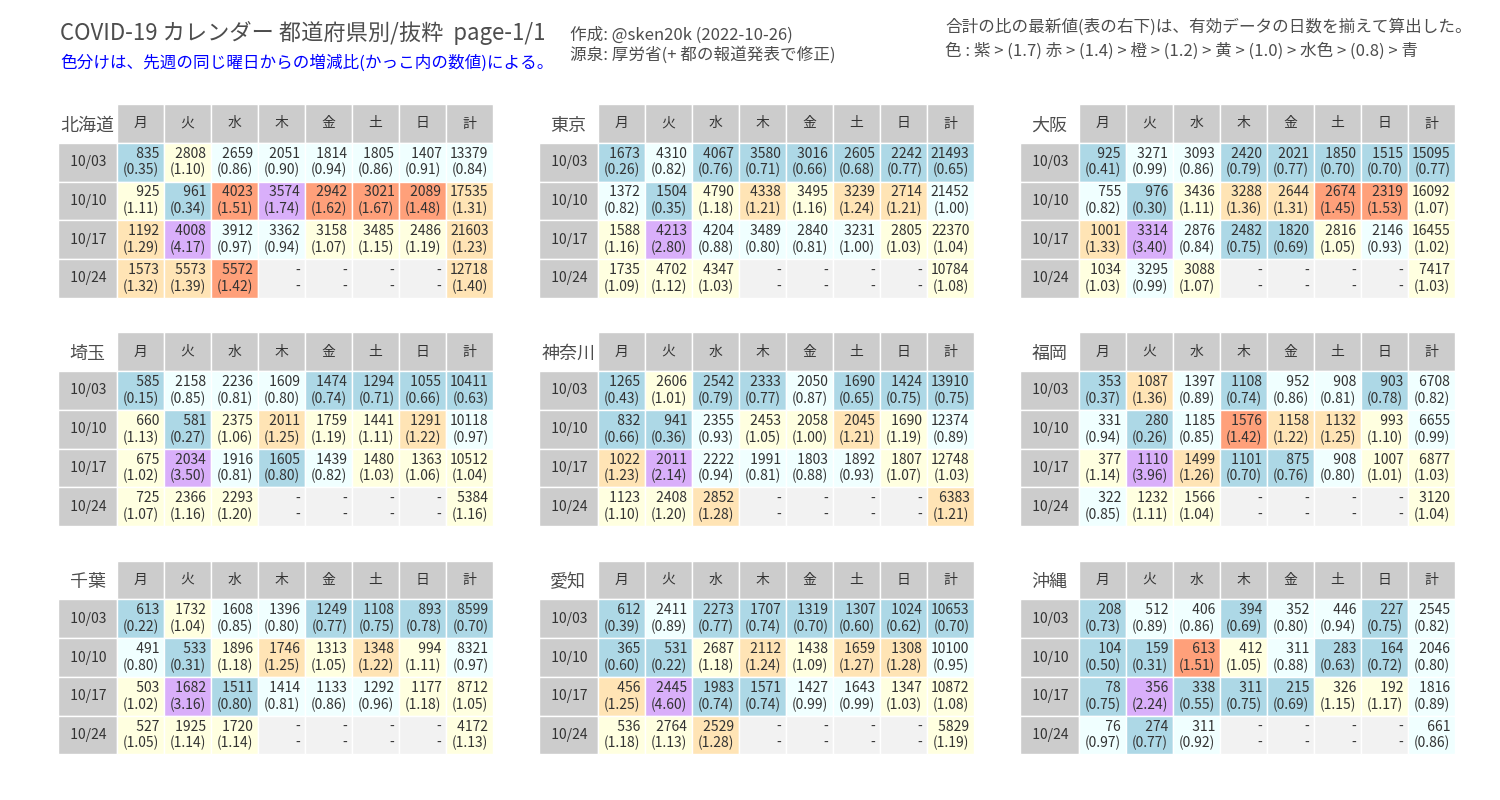 COVID-19 カレンダー 都道府県別/抜粋 page-1/1
色分けは、先週の同じ曜日からの増減比(かっこ内の数値)による。
作成: @sken20k (2022-10-26)
源泉: 厚労省(+ 都の報道発表で修正)
合計の比の最新値(表の右下)は、有効データの日数を揃えて算出した。
色 : 紫 > (1.7) 赤 > (1.4) > 橙 > (1.2) > 黄 > (1.0) > 水色 > (0.8) > 青
北海道 月 火 水 木 金 土 日 計
10/03 835 2808 2659 2051 1814 1805 1407 13379
(0.35) (1.10) (0.86) (0.90) (0.94) (0.86) (0.91) (0.84)
10/10 925 961 4023 3574 2942 3021 2089 17535
(1.11) (0.34) (1.51) (1.74) (1.62) (1.67) (1.48) (1.31)
10/17 1192 4008 3912 3362 3158 3485 2486 21603
(1.29) (4.17) (0.97) (0.94) (1.07) (1.15) (1.19) (1.23)
10/24 1573 5573 5572 - - - - 12718
(1.32) (1.39) (1.42) - - - - (1.40)
東京 月 火 水 木 金 土 日 計
10/03 1673 4310 4067 3580 3016 2605 2242 21493
(0.26) (0.82) (0.76) (0.71) (0.66) (0.68) (0.77) (0.65)
10/10 1372 1504 4790 4338 3495 3239 2714 21452
(0.82) (0.35) (1.18) (1.21) (1.16) (1.24) (1.21) (1.00)
10/17 1588 4213 4204 3489 2840 3231 2805 22370
(1.16) (2.80) (0.88) (0.80) (0.81) (1.00) (1.03) (1.04)
10/24 1735 4702 4347 - - - - 10784
(1.09) (1.12) (1.03) - - - - (1.08)
大阪 月 火 水 木 金 土 日 計
10/03 925 3271 3093 2420 2021 1850 1515 15095
(0.41) (0.99) (0.86) (0.79) (0.77) (0.70) (0.70) (0.77)
10/10 755 976 3436 3288 2644 2674 2319 16092
(0.82) (0.30) (1.11) (1.36) (1.31) (1.45) (1.53) (1.07)
10/17 1001 3314 2876 2482 1820 2816 2146 16455
(1.33) (3.40) (0.84) (0.75) (0.69) (1.05) (0.93) (1.02)
10/24 1034 3295 3088 - - - - 7417
(1.03) (0.99) (1.07) - - - - (1.03)
埼玉 月 火 水 木 金 土 日 計
10/03 585 2158 2236 1609 1474 1294 1055 10411
(0.15) (0.85) (0.81) (0.80) (0.74) (0.71) (0.66) (0.63)
10/10 660 581 2375 2011 1759 1441 1291 10118
(1.13) (0.27) (1.06) (1.25) (1.19) (1.11) (1.22) (0.97)
10/17 675 2034 1916 1605 1439 1480 1363 10512
(1.02) (3.50) (0.81) (0.80) (0.82) (1.03) (1.06) (1.04)
10/24 725 2366 2293 - - - - 5384
(1.07) (1.16) (1.20) - - - - (1.16)
神奈川 月 火 水 木 金 土 日 計
10/03 1265 2606 2542 2333 2050 1690 1424 13910
(0.43) (1.01) (0.79) (0.77) (0.87) (0.65) (0.75) (0.75)
10/10 832 941 2355 2453 2058 2045 1690 12374
(0.66) (0.36) (0.93) (1.05) (1.00) (1.21) (1.19) (0.89)
10/17 1022 2011 2222 1991 1803 1892 1807 12748
(1.23) (2.14) (0.94) (0.81) (0.88) (0.93) (1.07) (1.03)
10/24 1123 2408 2852 - - - - 6383
(1.10) (1.20) (1.28) - - - - (1.21)
福岡 月 火 水 木 金 土 日 計
10/03 353 1087 1397 1108 952 908 903 6708
(0.37) (1.36) (0.89) (0.74) (0.86) (0.81) (0.78) (0.82)
10/10 331 280 1185 1576 1158 1132 993 6655
(0.94) (0.26) (0.85) (1.42) (1.22) (1.25) (1.10) (0.99)
10/17 377 1110 1499 1101 875 908 1007 6877
(1.14) (3.96) (1.26) (0.70) (0.76) (0.80) (1.01) (1.03)
10/24 322 1232 1566 - - - - 3120
(0.85) (1.11) (1.04) - - - - (1.04)
千葉 月 火 水 木 金 土 日 計
10/03 613 1732 1608 1396 1249 1108 893 8599
(0.22) (1.04) (0.85) (0.80) (0.77) (0.75) (0.78) (0.70)
10/10 491 533 1896 1746 1313 1348 994 8321
(0.80) (0.31) (1.18) (1.25) (1.05) (1.22) (1.11) (0.97)
10/17 503 1682 1511 1414 1133 1292 1177 8712
(1.02) (3.16) (0.80) (0.81) (0.86) (0.96) (1.18) (1.05)
10/24 527 1925 1720 - - - - 4172
(1.05) (1.14) (1.14) - - - - (1.13)
愛知 月 火 水 木 金 土 日 計
10/03 612 2411 2273 1707 1319 1307 1024 10653
(0.39) (0.89) (0.77) (0.74) (0.70) (0.60) (0.62) (0.70)
10/10 365 531 2687 2112 1438 1659 1308 10100
(0.60) (0.22) (1.18) (1.24) (1.09) (1.27) (1.28) (0.95)
10/17 456 2445 1983 1571 1427 1643 1347 10872
(1.25) (4.60) (0.74) (0.74) (0.99) (0.99) (1.03) (1.08)
10/24 536 2764 2529 - - - - 5829
(1.18) (1.13) (1.28) - - - - (1.19)
沖縄 月 火 水 木 金 土 日 計
10/03 208 512 406 394 352 446 227 2545
(0.73) (0.89) (0.86) (0.69) (0.80) (0.94) (0.75) (0.82)
10/10 104 159 613 412 311 283 164 2046
(0.50) (0.31) (1.51) (1.05) (0.88) (0.63) (0.72) (0.80)
10/17 78 356 338 311 215 326 192 1816
(0.75) (2.24) (0.55) (0.75) (0.69) (1.15) (1.17) (0.89)
10/24 76 274 311 - - - - 661
(0.97) (0.77) (0.92) - - - - (0.86)